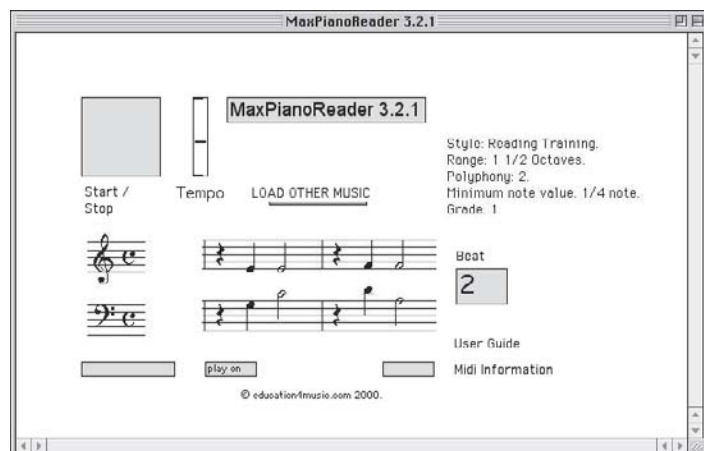 MaxPianoReader 3.2.1
MaxPianoReader 3.2.1
Style: Reading Training.
Range: 1 1/2 Octaves.
Polyphony: 2.
Minimum note value. 1/4 note.
Grade: 1
Start /
Stop
Tempo
LOAD OTHER MUSIC
Beat
2
User Guide
play on
Midi Information
© education4music.com 2000.